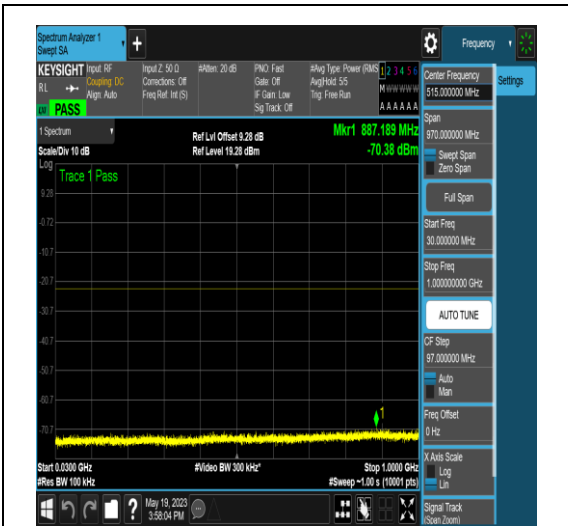 Spectrum Analyzer 1
Swept SA
+
Frequency
KEYSIGHT
Input: RF
Coupling: DC
Align: Auto
Input Z: 50 Ω
Corrections: Off
Freq Ref: Int (S)
#Atten: 20 dB
PNO: Fast
Gate: Off
IF Gain: Low
Sig Track: Off
#Avg Type: Power (RMS
Avg|Hold: 5/5
Trig: Free Run
1 2 3 4 5 6
M W W W W W
A A A A A A
R L
PASS
Center Frequency
515.000000 MHz
Settings
Span
970.000000 MHz
Swept Span
Zero Span
Full Span
Start Freq
30.000000 MHz
Stop Freq
1.000000000 GHz
AUTO TUNE
CF Step
97.000000 MHz
Auto
Man
Freq Offset
0 Hz
X Axis Scale
Log
Lin
Signal Track
(Span Zoom)
1 Spectrum
Scale/Div 10 dB
Ref Lvl Offset 9.28 dB
Ref Level 19.28 dBm
Mkr1 887.189 MHz
-70.38 dBm
Log
Trace 1 Pass
9.28
-0.72
-10.7
-20.7
-30.7
-40.7
-50.7
-60.7
-70.7
1
Start 0.0300 GHz
#Res BW 100 kHz
#Video BW 300 kHz*
Stop 1.0000 GHz
#Sweep ~1.00 s (10001 pts)
?
May 19, 2023
3:58:04 PM